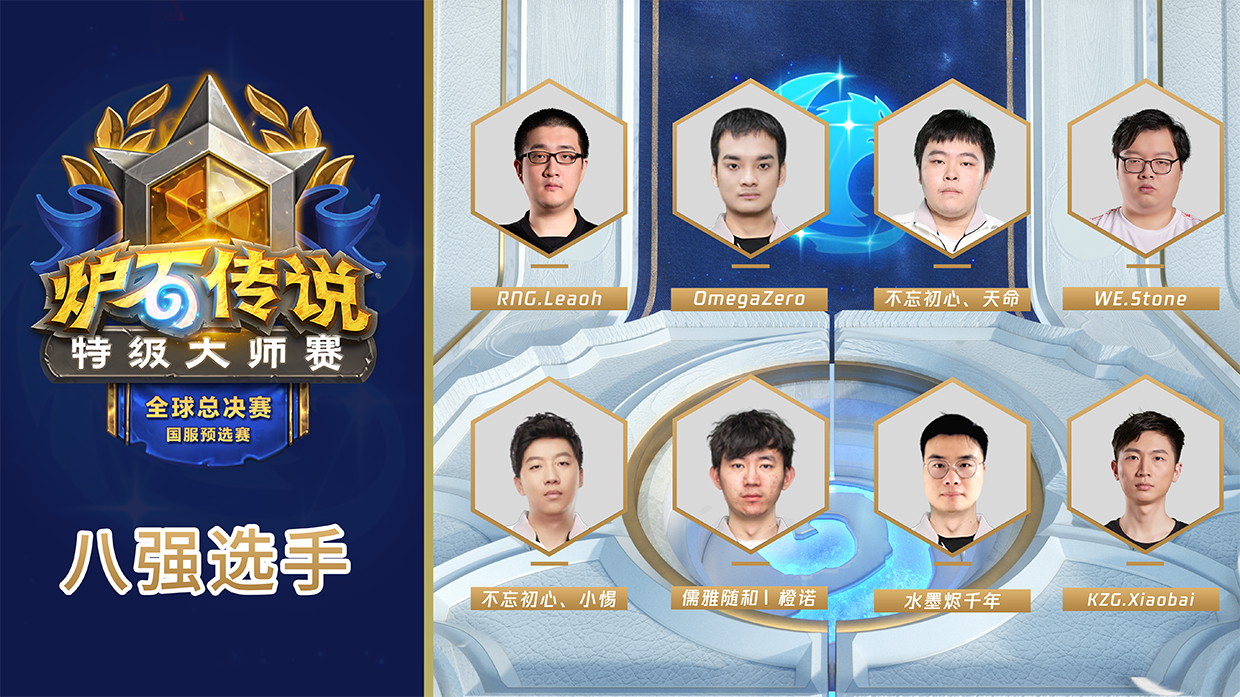 炉石传说
特级大师赛
全球总决赛
国服预选赛
八强选手
RNG.Leaoh
OmegaZero
不忘初心、天命
WE.Stone
不忘初心、小惕
儒雅随和丨橙诺
水墨烬千年
KZG.Xiaobai